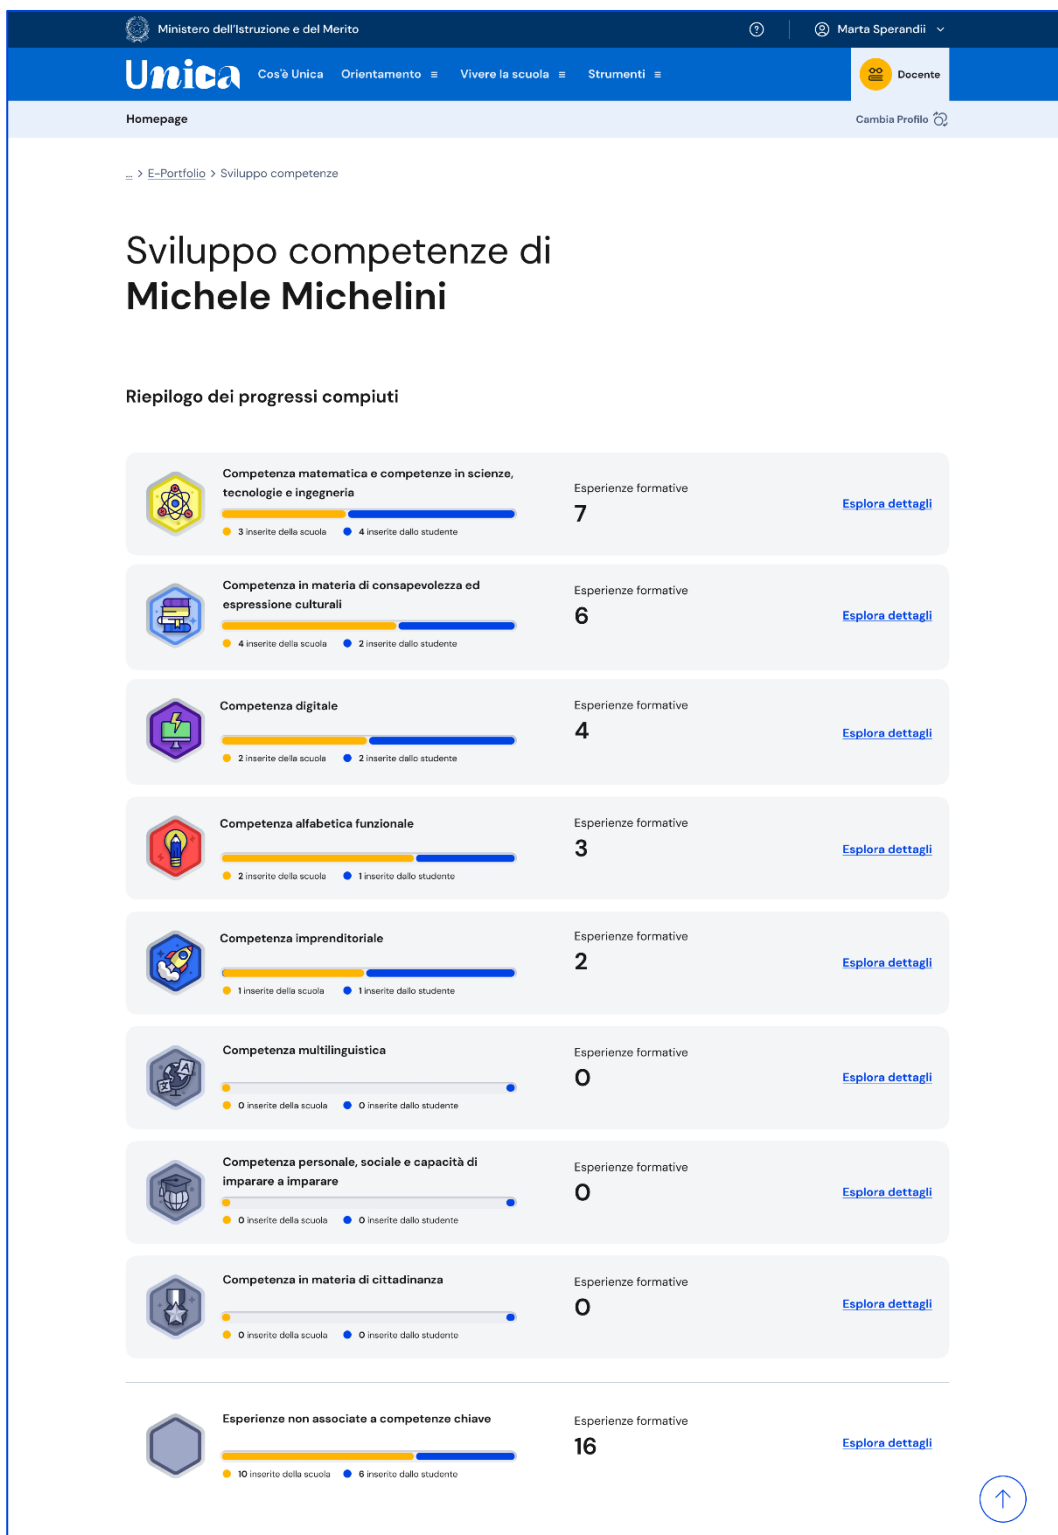 Ministero dell'Istruzione e del Merito
?
Marta Sperandii
Unica
Cos'è Unica
Orientamento
Vivere la scuola
Strumenti
Docente
Homepage
Cambia Profilo
... > E-Portfolio > Sviluppo competenze
Sviluppo competenze di
Michele Michelini
Riepilogo dei progressi compiuti
Competenza matematica e competenze in scienze,
tecnologie e ingegneria
3 inserite della scuola
4 inserite dallo studente
Esperienze formative
7
Esplora dettagli
Competenza in materia di consapevolezza ed
espressione culturali
4 inserite della scuola
2 inserite dallo studente
Esperienze formative
6
Esplora dettagli
Competenza digitale
2 inserite della scuola
2 inserite dallo studente
Esperienze formative
4
Esplora dettagli
Competenza alfabetica funzionale
2 inserite della scuola
1 inserite dallo studente
Esperienze formative
3
Esplora dettagli
Competenza imprenditoriale
1 inserite della scuola
1 inserite dallo studente
Esperienze formative
2
Esplora dettagli
A
Competenza multilinguistica
0 inserite della scuola
0 inserite dallo studente
Esperienze formative
0
Esplora dettagli
Competenza personale, sociale e capacità di
imparare a imparare
0 inserite della scuola
0 inserite dallo studente
Esperienze formative
0
Esplora dettagli
Competenza in materia di cittadinanza
0 inserite della scuola
0 inserite dallo studente
Esperienze formative
0
Esplora dettagli
Esperienze non associate a competenze chiave
10 inserite della scuola
6 inserite dallo studente
Esperienze formative
16
Esplora dettagli